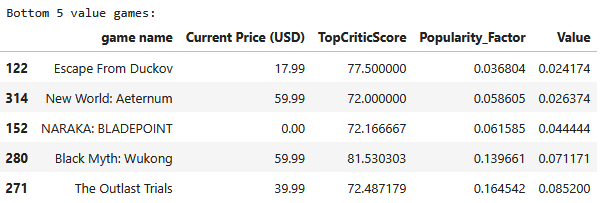 Bottom 5 value games:
game name Current Price (USD) TopCriticScore Popularity_Factor Value
122 Escape From Duckov 17.99 77.500000 0.036804 0.024174
314 New World: Aeternum 59.99 72.000000 0.058605 0.026374
152 NARAKA: BLADEPOINT 0.00 72.166667 0.061585 0.044444
280 Black Myth: Wukong 59.99 81.530303 0.139661 0.071171
271 The Outlast Trials 39.99 72.487179 0.164542 0.085200